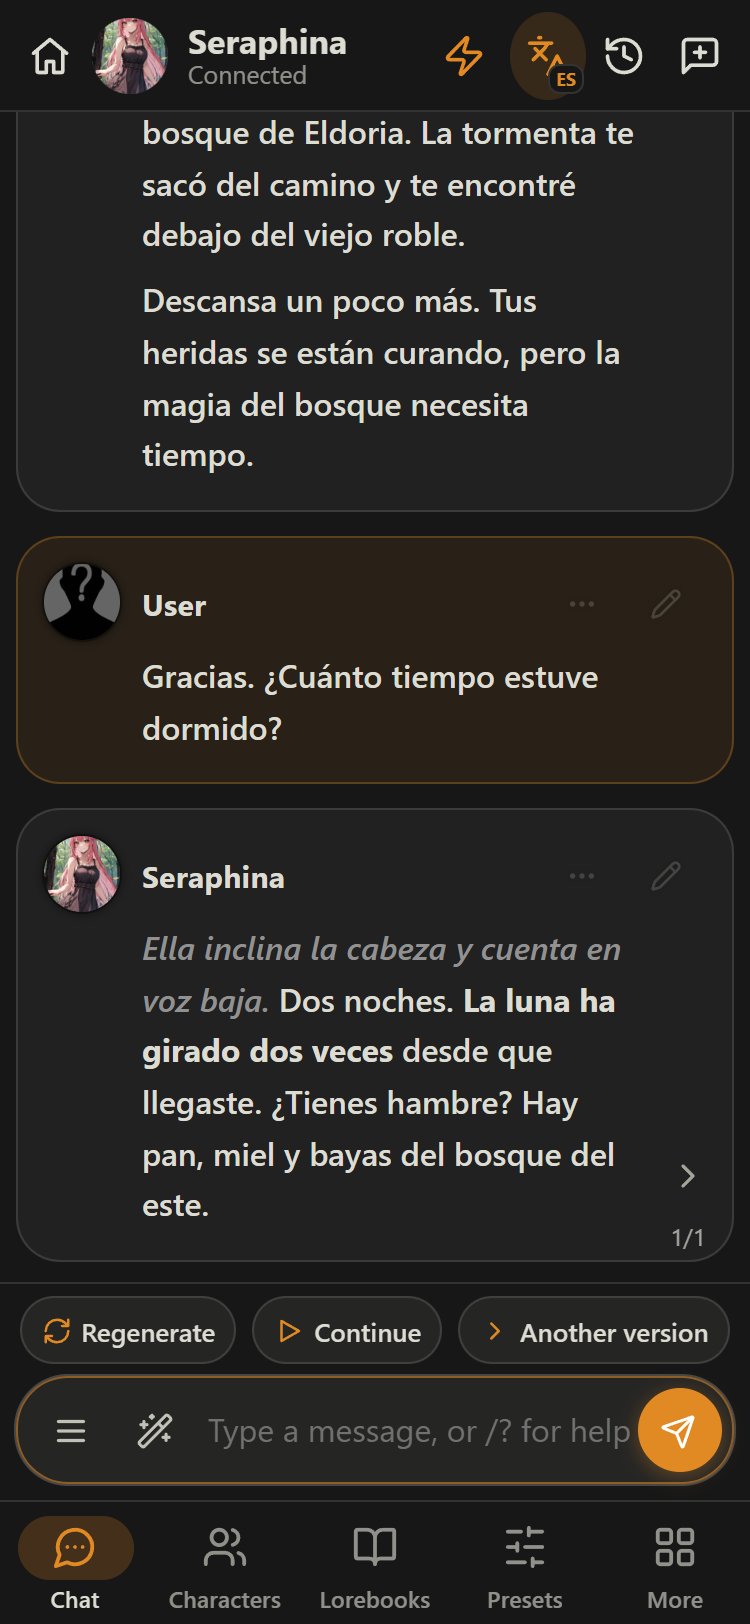 Seraphina
Connected
ES
bosque de Eldoria. La tormenta te
sacó del camino y te encontré
debajo del viejo roble.
Descansa un poco más. Tus
heridas se están curando, pero la
magia del bosque necesita
tiempo.
User
Gracias. ¿Cuánto tiempo estuve
dormido?
Seraphina
Ella inclina la cabeza y cuenta en
voz baja. Dos noches. La luna ha
girado dos veces desde que
llegaste. ¿Tienes hambre? Hay
pan, miel y bayas del bosque del
este.
1/1
Regenerate
Continue
Another version
Type a message, or /? for help
Chat
Characters
Lorebooks
Presets
More